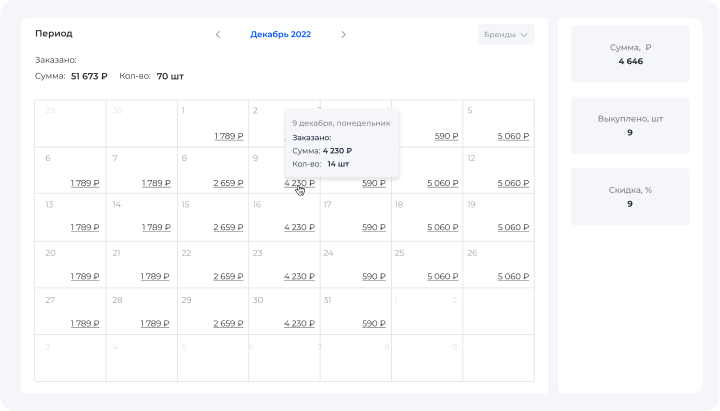 Период
Декабрь 2022
Бренды
Заказано:
Сумма: 51 673 ₽ Кол-во: 70 шт
29 30 1 2 5
1 789 ₽ 590 ₽ 5 060 ₽
9 декабря, понедельник
Заказано:
Сумма: 4 230 ₽
Кол-во: 14 шт
6 7 8 9 12
1 789 ₽ 1 789 ₽ 2 659 ₽ 4 230 ₽ 590 ₽ 5 060 ₽ 5 060 ₽
13 14 15 16 17 18 19
1 789 ₽ 1 789 ₽ 2 659 ₽ 4 230 ₽ 590 ₽ 5 060 ₽ 5 060 ₽
20 21 22 23 24 25 26
1 789 ₽ 1 789 ₽ 2 659 ₽ 4 230 ₽ 590 ₽ 5 060 ₽ 5 060 ₽
27 28 29 30 31 1 2
1 789 ₽ 1 789 ₽ 2 659 ₽ 4 230 ₽ 590 ₽
3 4 5 6 7 8 9
Сумма, ₽
4 646
Выкуплено, шт
9
Скидка, %
9